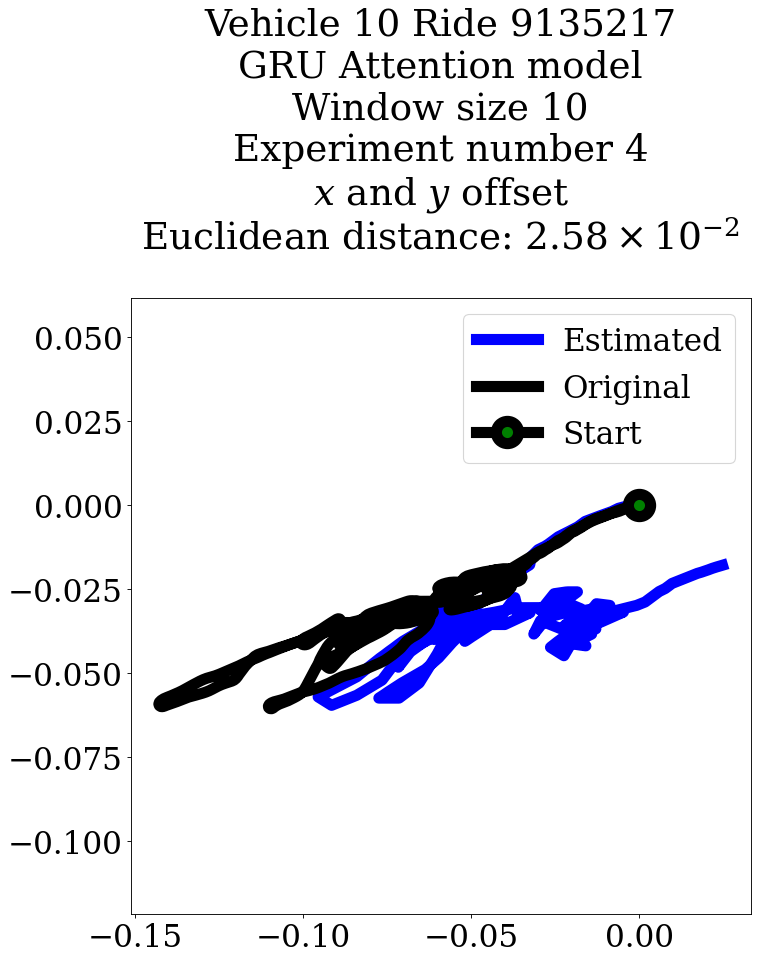 Vehicle 10 Ride 9135217
GRU Attention model
Window size 10
Experiment number 4
x and y offset
Euclidean distance: 2.58 × 10⁻²
Estimated
Original
Start
0.050
0.025
0.000
−0.025
−0.050
−0.075
−0.100
−0.15
−0.10
−0.05
0.00